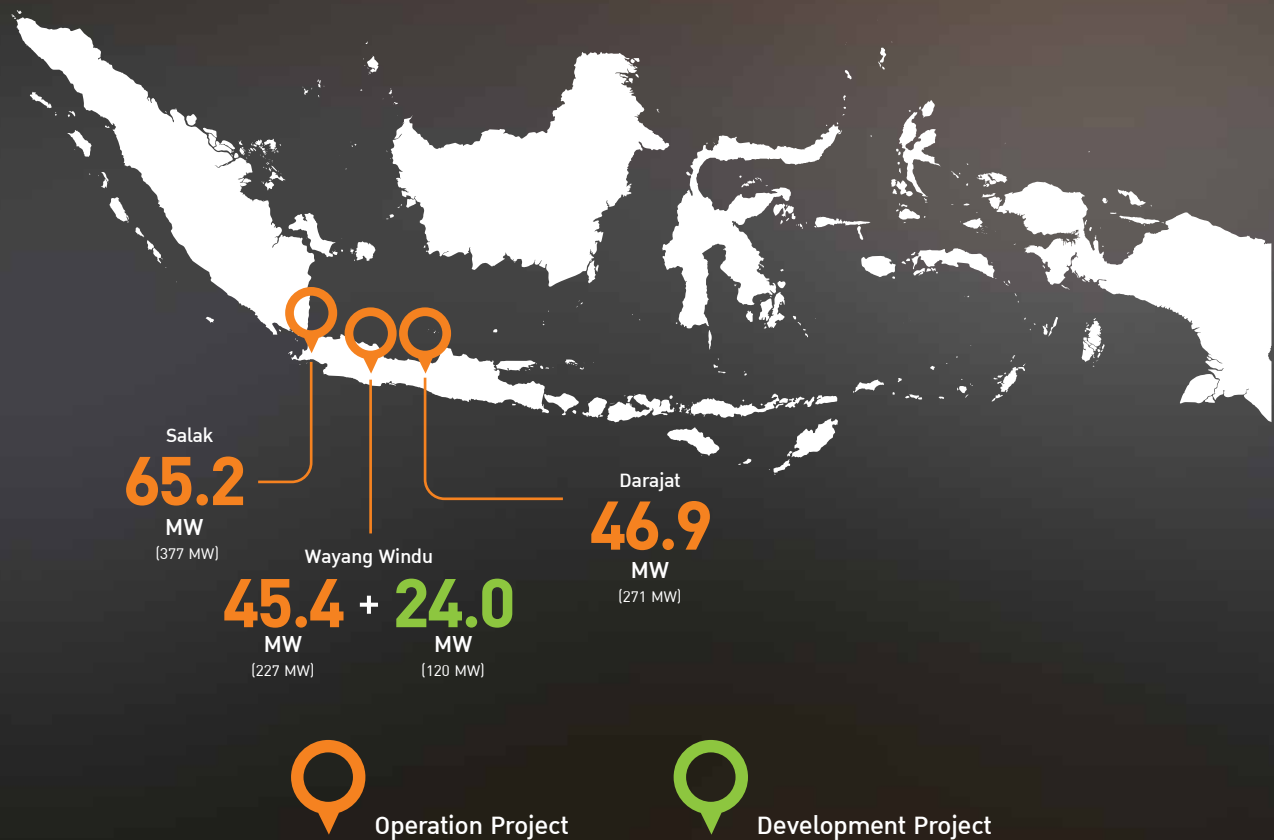 Salak
65.2
MW
(377 MW)
Wayang Windu
45.4 + 24.0
MW MW
(227 MW) (120 MW)
Darajat
46.9
MW
(271 MW)
Operation Project
Development Project